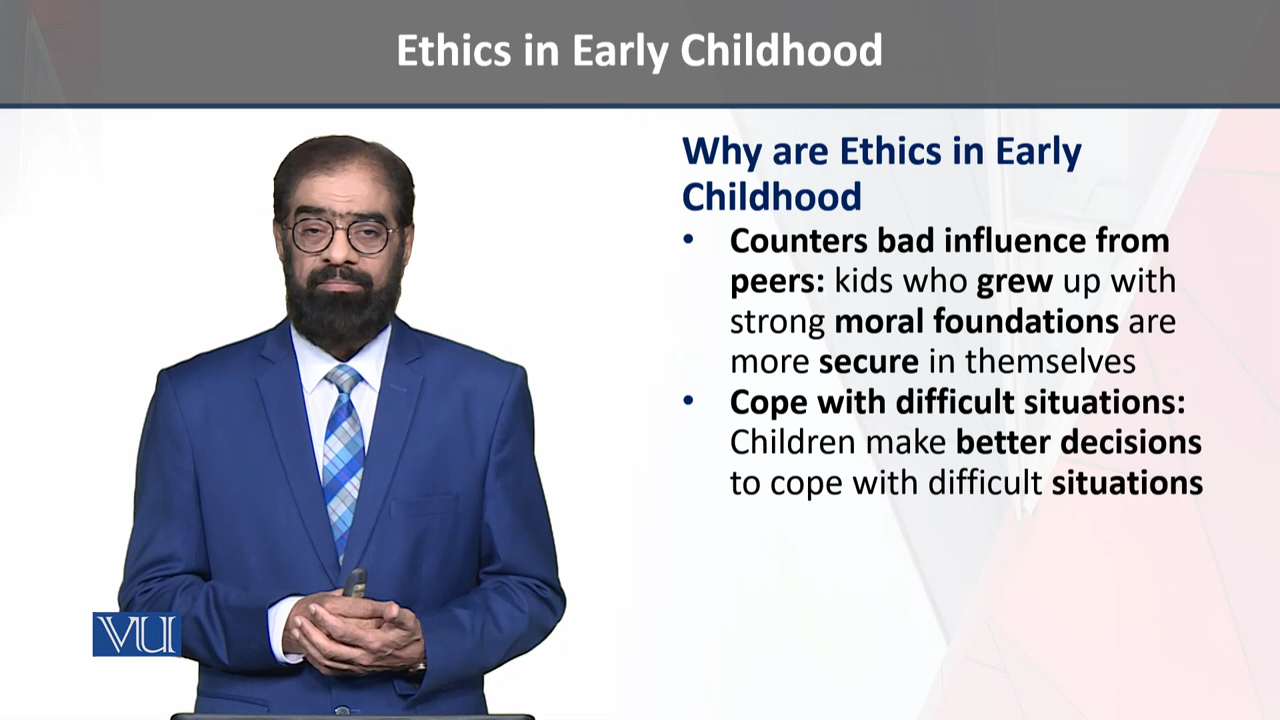 Ethics in Early Childhood
Why are Ethics in Early
Childhood
• Counters bad influence from
peers: kids who grew up with
strong moral foundations are
more secure in themselves
• Cope with difficult situations:
Children make better decisions
to cope with difficult situations
VU